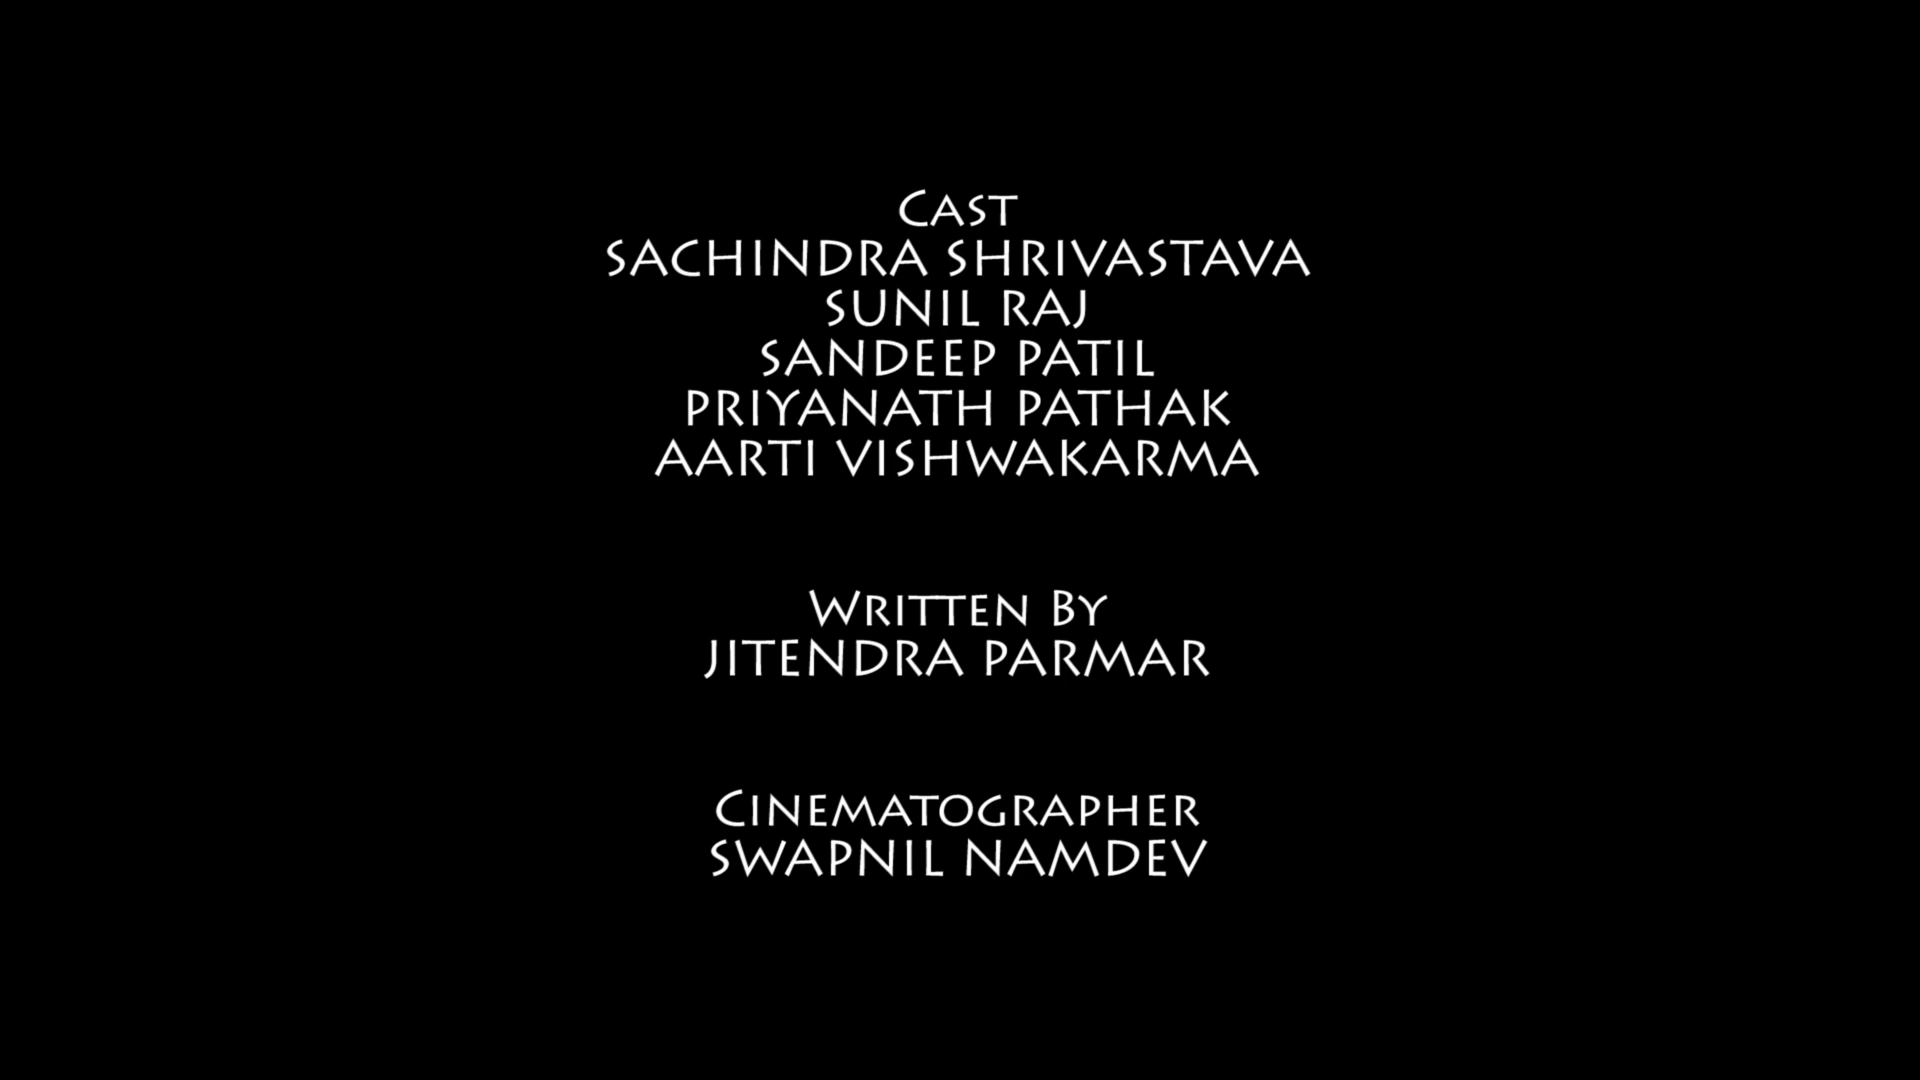 Cast
SACHINDRA SHRIVASTAVA
SUNIL RAJ
SANDEEP PATIL
PRIYANATH PATHAK
AARTI VISHWAKARMA
Written By
JITENDRA PARMAR
Cinematographer
SWAPNIL NAMDEV